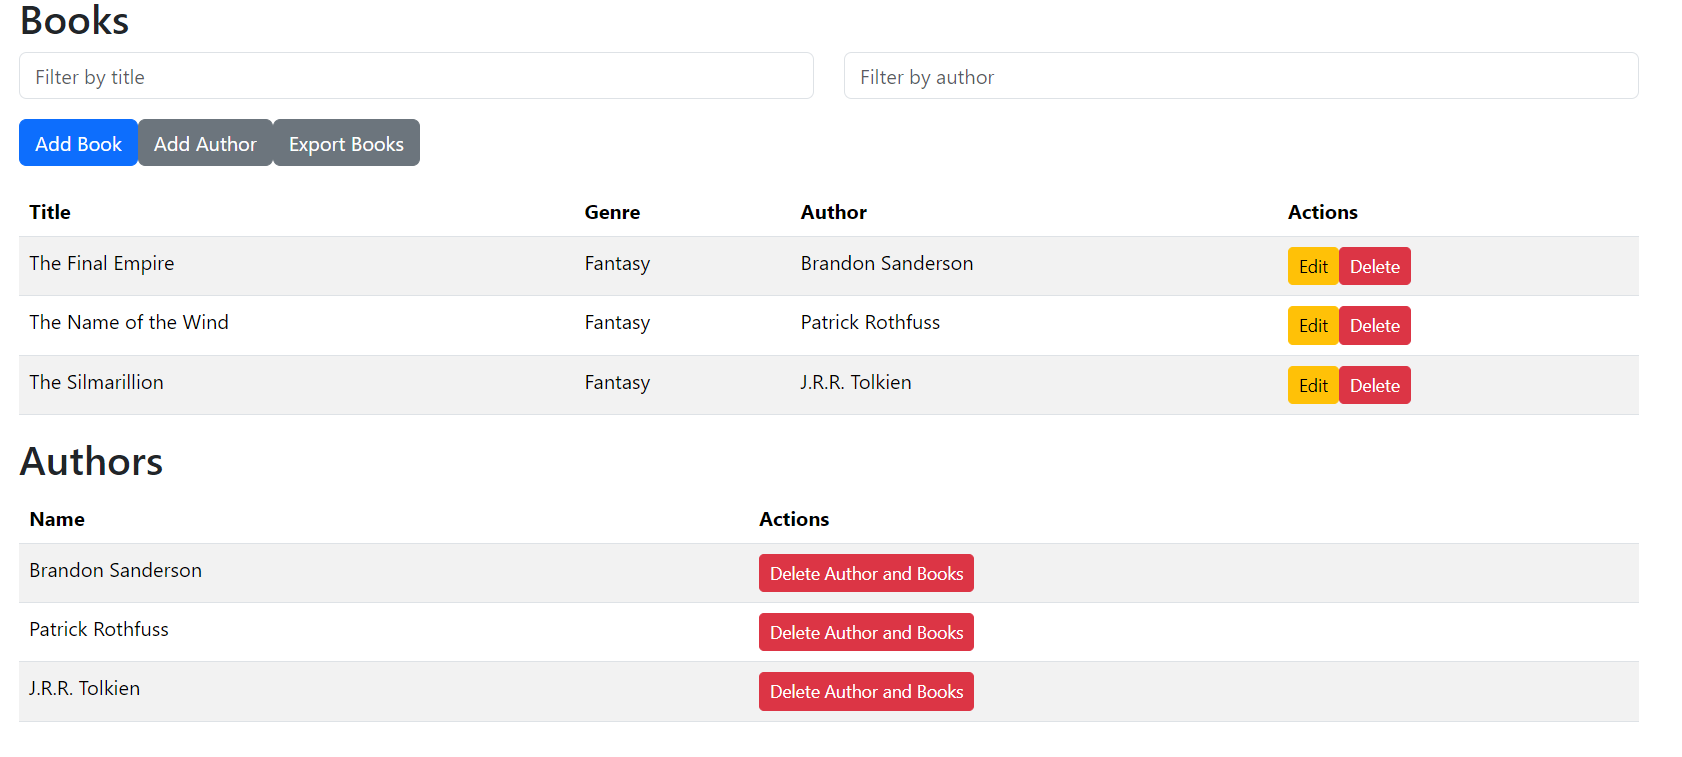 Books
Filter by title Filter by author
Add Book Add Author Export Books
Title Genre Author Actions
The Final Empire Fantasy Brandon Sanderson Edit Delete
The Name of the Wind Fantasy Patrick Rothfuss Edit Delete
The Silmarillion Fantasy J.R.R. Tolkien Edit Delete
Authors
Name Actions
Brandon Sanderson Delete Author and Books
Patrick Rothfuss Delete Author and Books
J.R.R. Tolkien Delete Author and Books